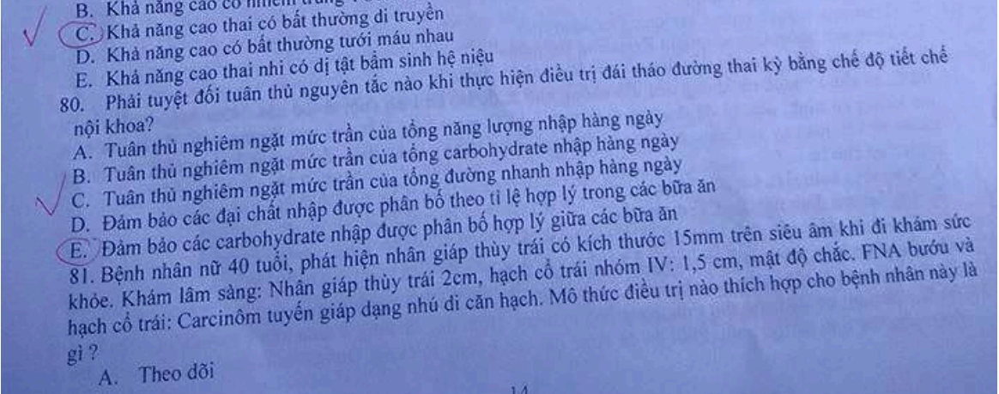 B. Khả năng cao có
C. Khả năng cao thai có bất thường di truyền
D. Khả năng cao có bất thường tưới máu nhau
E. Khả năng cao thai nhi có dị tật bẩm sinh hệ niệu
80. Phải tuyệt đối tuân thủ nguyên tắc nào khi thực hiện điều trị đái tháo đường thai kỳ bằng chế độ tiết chế
nội khoa?
A. Tuân thủ nghiêm ngặt mức trần của tổng năng lượng nhập hàng ngày
B. Tuân thủ nghiêm ngặt mức trần của tổng carbohydrate nhập hàng ngày
C. Tuân thủ nghiêm ngặt mức trần của tổng đường nhanh nhập hàng ngày
D. Đảm bảo các đại chất nhập được phân bố theo tỉ lệ hợp lý trong các bữa ăn
E. Đảm bảo các carbohydrate nhập được phân bố hợp lý giữa các bữa ăn
81. Bệnh nhân nữ 40 tuổi, phát hiện nhân giáp thùy trái có kích thước 15mm trên siêu âm khi đi khám sức
khỏe. Khám lâm sàng: Nhân giáp thùy trái 2cm, hạch cổ trái nhóm IV: 1,5 cm, mật độ chắc. FNA bướu và
hạch cổ trái: Carcinôm tuyến giáp dạng nhú di căn hạch. Mô thức điều trị nào thích hợp cho bệnh nhân này là
gì ?
A. Theo dõi